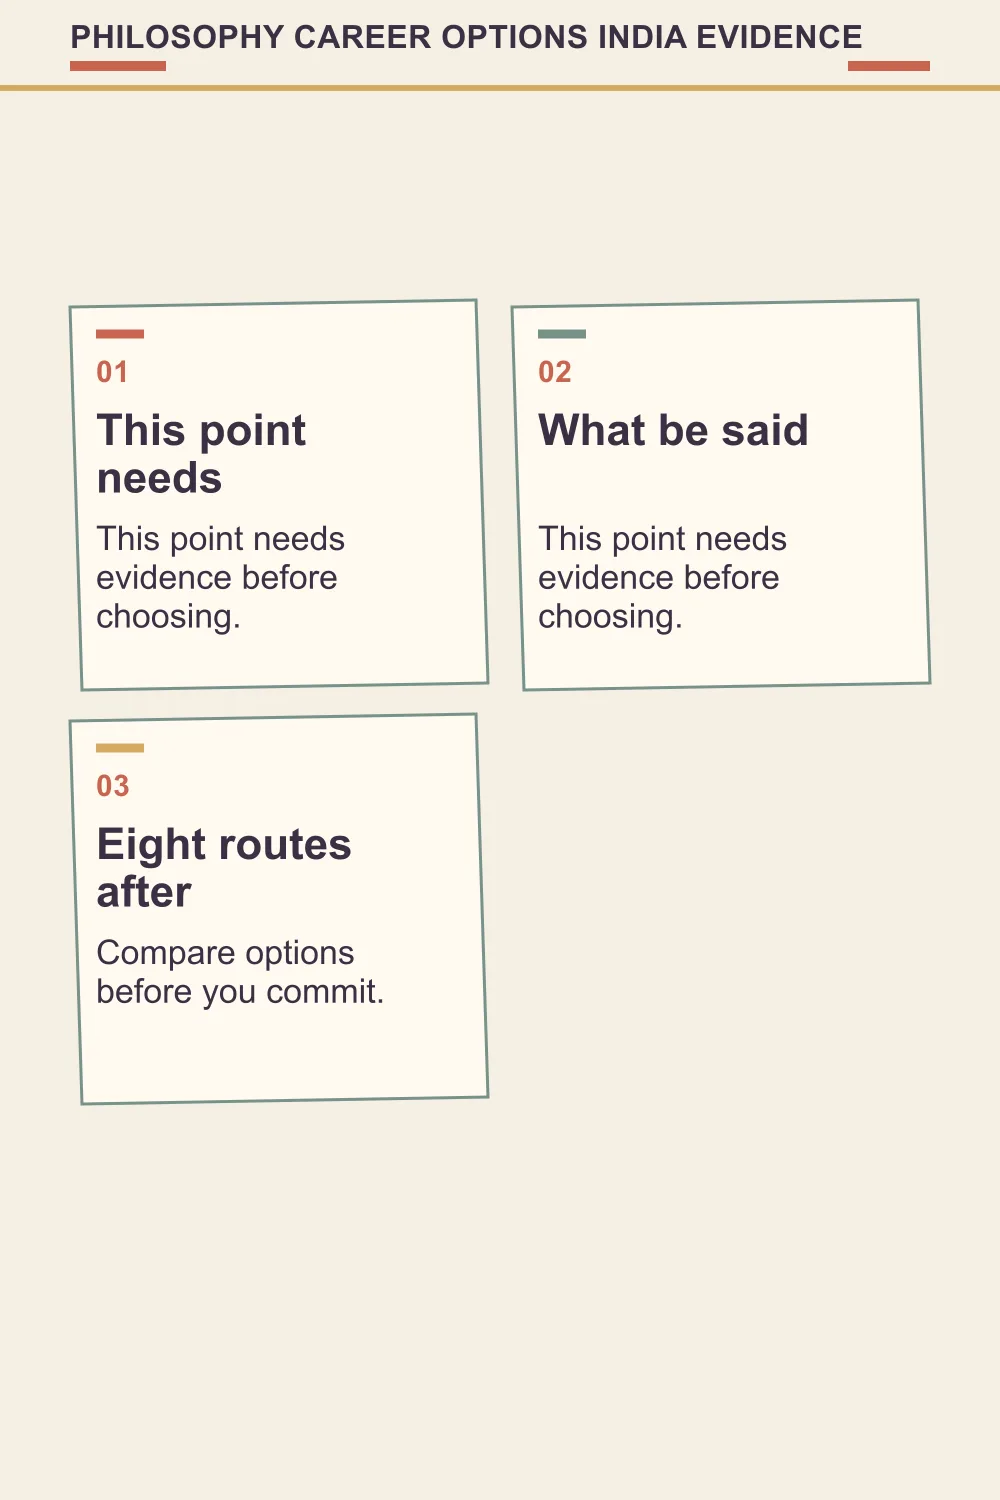 PHILOSOPHY CAREER OPTIONS INDIA EVIDENCE
01
This point
needs
This point needs
evidence before
choosing.
02
What be said
This point needs
evidence before
choosing.
03
Eight routes
after
Compare options
before you commit.